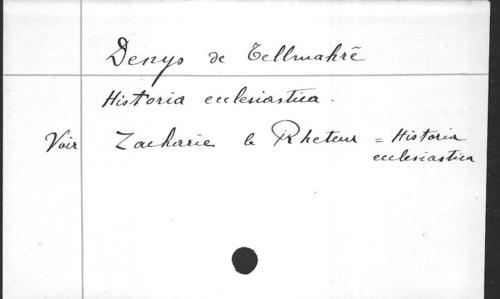 Denys de Tellmahrē
Historia ecclesiastica.
Voir Zacharie le Rheteur = Historia
ecclesiastica